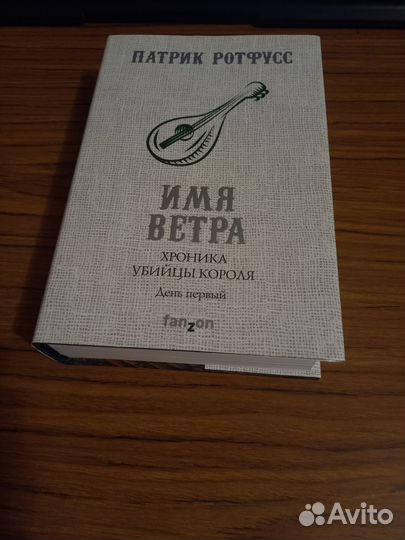 ПАТРИК РОТФУСС
ИМЯ
ВЕТРА
ХРОНИКА
УБИЙЦЫ КОРОЛЯ
День первый
fanzon
Avito